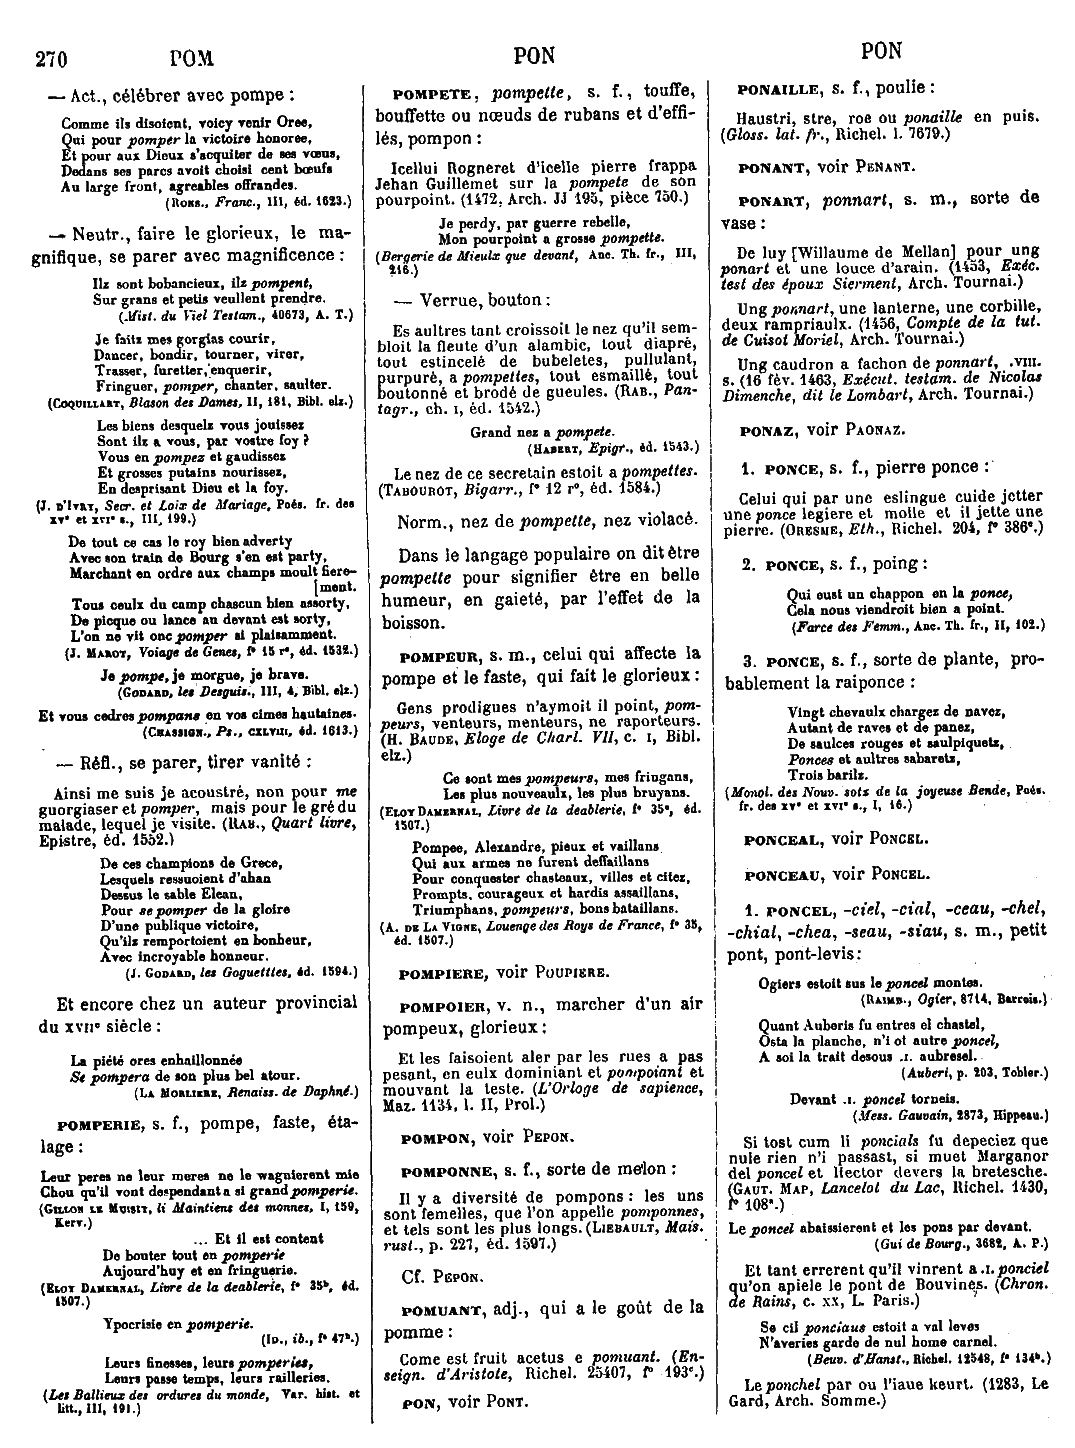 270 POM PON PON
— Act., célébrer avec pompe :
Comme ils disoient, voicy venir Oree,
Qui pour pomper la victoire honoree,
Et pour aux Dieux s'acquiter de ses vœus,
Dedans ses parcs avoit choisi cent bœufs
Au large front, agreables offrandes.
(Rons., Franc., III, éd. 1623.)
— Neutr., faire le glorieux, le ma-
gnifique, se parer avec magnificence :
Ilz sont bobancieux, ilz pompent,
Sur grans et petis veullent prendre.
(Mist. du Viel Testam., 40673, A. T.)
Je faitz mes gorgias courir,
Dancer, bondir, tourner, virer,
Trasser, furetter, enquerir,
Fringuer, pomper, chanter, saulter.
(Coquillart, Blason des Dames, II, 181, Bibl. elz.)
Les biens desquelz vous jouissez
Sont ilz a vous, par vostre foy ?
Vous en pompez et gaudissez
Et grosses putains nourissez,
En desprisant Dieu et la foy.
(J. d'Ivry, Secr. et Loix de Mariage, Poés. fr. des
xve et xvie s., III, 199.)
De tout ce cas le roy bien adverty
Avec son train de Bourg s'en est party,
Marchant en ordre aux champs moult fiere-
[ment.
Tous ceulx du camp chascun bien assorty,
De picque ou lance au devant est sorty,
L'on ne vit onc pomper si plaisamment.
(J. Marot, Voiage de Genes, f° 15 r°, éd. 1532.)
Je pompe, je morgue, je brave.
(Godard, les Desguis., III, 4, Bibl. elz.)
Et vous cedres pompans en vos cimes hautaines.
(Chassign., Ps., cxlviii, éd. 1613.)
— Réfl., se parer, tirer vanité :
Ainsi me suis je acoustré, non pour me
guorgiaser et pomper, mais pour le gré du
malade, lequel je visite. (Rab., Quart livre,
Epistre, éd. 1552.)
De ces champions de Grece,
Lesquels ressuoient d'ahan
Dessus le sable Elean,
Pour se pomper de la gloire
D'une publique victoire,
Qu'ils remportoient en bonheur,
Avec incroyable honneur.
(J. Godard, les Goguettes, éd. 1594.)
Et encore chez un auteur provincial
du xviie siècle :
La piété ores enhaillonnée
Se pompera de son plus bel atour.
(La Morliere, Renaiss. de Daphné.)
POMPERIE, s. f., pompe, faste, éta-
lage :
Leur peres ne leur meres ne le wagnierent mie
Chou qu'il vont despendant a si grand pomperie.
(Gillon le Muisit, li Maintiens des monnes, I, 159,
Kerv.)
... Et il est content
De bouter tout en pomperie
Aujourd'huy et en fringuerie.
(Eloy Damernal, Livre de la deablerie, f° 35b, éd.
1507.)
Ypocrisie en pomperie.
(Id., ib., f° 47b.)
Leurs finesses, leurs pomperies,
Leurs passe temps, leurs railleries.
(Les Ballieux des ordures du monde, Var. hist. et
litt., III, 191.)
POMPETE, pompette, s. f., touffe,
bouffette ou nœuds de rubans et d'effi-
lés, pompon :
Icellui Rogneret d'icelle pierre frappa
Jehan Guillemet sur la pompete de son
pourpoint. (1472, Arch. JJ 195, pièce 750.)
Je perdy, par guerre rebelle,
Mon pourpoint a grosse pompette.
(Bergerie de Mieulx que devant, Anc. Th. fr., III,
216.)
— Verrue, bouton :
Es aultres tant croissoit le nez qu'il sem-
bloit la fleute d'un alambic, tout diapré,
tout estincelé de bubeletes, pullulant,
purpuré, a pompettes, tout esmaillé, tout
boutonné et brodé de gueules. (Rab., Pan-
tagr., ch. i, éd. 1542.)
Grand nez a pompete.
(Habert, Epigr., éd. 1543.)
Le nez de ce secretain estoit a pompettes.
(Tabourot, Bigarr., f° 12 r°, éd. 1584.)
Norm., nez de pompette, nez violacé.
Dans le langage populaire on dit être
pompette pour signifier être en belle
humeur, en gaieté, par l'effet de la
boisson.
POMPEUR, s. m., celui qui affecte la
pompe et le faste, qui fait le glorieux :
Gens prodigues n'aymoit il point, pom-
peurs, venteurs, menteurs, ne raporteurs.
(H. Baude, Eloge de Charl. VII, c. i, Bibl.
elz.)
Ce sont mes pompeurs, mes fringans,
Les plus nouveaulx, les plus bruyans.
(Eloy Damernal, Livre de la deablerie, f° 35c, éd.
1507.)
Pompee, Alexandre, pieux et vaillans
Qui aux armes ne furent deffaillans
Pour conquester chasteaux, villes et citez,
Prompts, courageux et hardis assaillans,
Triumphans, pompeurs, bons bataillans.
(A. de La Vigne, Louenge des Roys de France, f° 35,
éd. 1507.)
POMPIERE, voir Poupiere.
POMPOIER, v. n., marcher d'un air
pompeux, glorieux :
Et les faisoient aler par les rues a pas
pesant, en eulx dominiant et pompoiant et
mouvant la teste. (L'Orloge de sapience,
Maz. 1134, l. II, Prol.)
POMPON, voir Pepon.
POMPONNE, s. f., sorte de melon :
Il y a diversité de pompons : les uns
sont femelles, que l'on appelle pomponnes,
et tels sont les plus longs. (Liebault, Mais.
rust., p. 227, éd. 1597.)
Cf. Pepon.
POMUANT, adj., qui a le goût de la
pomme :
Come est fruit acetus e pomuant. (En-
seign. d'Aristote, Richel. 25407, f° 193c.)
PON, voir Pont.
PONAILLE, s. f., poulie :
Haustri, stre, roe ou ponaille en puis.
(Gloss. lat. fr., Richel. l. 7679.)
PONANT, voir Penant.
PONART, ponnart, s. m., sorte de
vase :
De luy [Willaume de Mellan] pour ung
ponart et une louce d'arain. (1453, Exéc.
test des époux Sierment, Arch. Tournai.)
Ung ponnart, une lanterne, une corbille,
deux rampriaulx. (1456, Compte de la tut.
de Cuisot Moriel, Arch. Tournai.)
Ung caudron a fachon de ponnart, .viii.
s. (16 fév. 1463, Exécut. testam. de Nicolas
Dimenche, dit le Lombart, Arch. Tournai.)
PONAZ, voir Paonaz.
1. PONCE, s. f., pierre ponce :
Celui qui par une eslingue cuide jetter
une ponce legiere et molle et il jette une
pierre. (Oresme, Eth., Richel. 204, f° 386c.)
2. PONCE, s. f., poing :
Qui eust un chappon en la ponce,
Cela nous viendroit bien a point.
(Farce des Femm., Anc. Th. fr., II, 102.)
3. PONCE, s. f., sorte de plante, pro-
bablement la raiponce :
Vingt chevaulx chargez de navez,
Autant de raves et de panez,
De saulces rouges et saulpiquetz,
Ponces et aultres sabaretz,
Trois barilz.
(Monol. des Nouv. sotz de la joyeuse Bende, Poés.
fr. des xve et xvie s., I, 16.)
PONCEAL, voir Poncel.
PONCEAU, voir Poncel.
1. PONCEL, -ciel, -cial, -ceau, -chel,
-chial, -chea, -seau, -siau, s. m., petit
pont, pont-levis :
Ogiers estoit sus le poncel montes.
(Raimb., Ogier, 8714, Barrois.)
Quant Auberis fu entres el chastel,
Osta la planche, n'i ot autre poncel,
A soi la trait desous .i. aubresel.
(Auberi, p. 203, Tobler.)
Devant .i. poncel torneis.
(Mess. Gauvain, 2873, Hippeau.)
Si tost cum li poncials fu depeciez que
nule rien n'i passast, si muet Marganor
del poncel et Hector devers la bretesche.
(Gaut. Map, Lancelot du Lac, Richel. 1430,
f° 108a.)
Le poncel abaissierent et les pons par devant.
(Gui de Bourg., 3682, A. P.)
Et tant errerent qu'il vinrent a .i. ponciel
qu'on apiele le pont de Bouvines. (Chron.
de Rains, c. xx, L. Paris.)
Se cil ponciaus estoit a val leves
N'averies garde de nul home carnel.
(Beuv. d'Hanst., Richel. 12548, f° 134b.)
Le ponchel par ou l'iaue keurt. (1283, Le
Gard, Arch. Somme.)